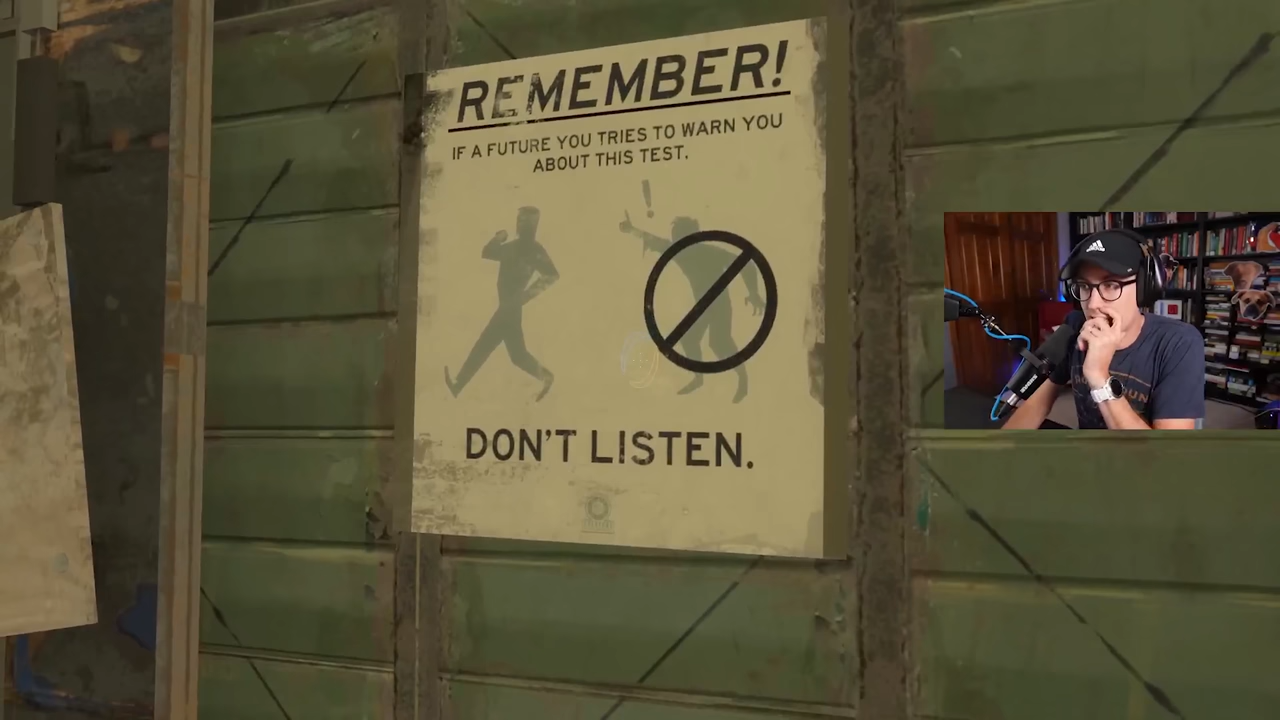 REMEMBER!
IF A FUTURE YOU TRIES TO WARN YOU
ABOUT THIS TEST.
DON'T LISTEN.